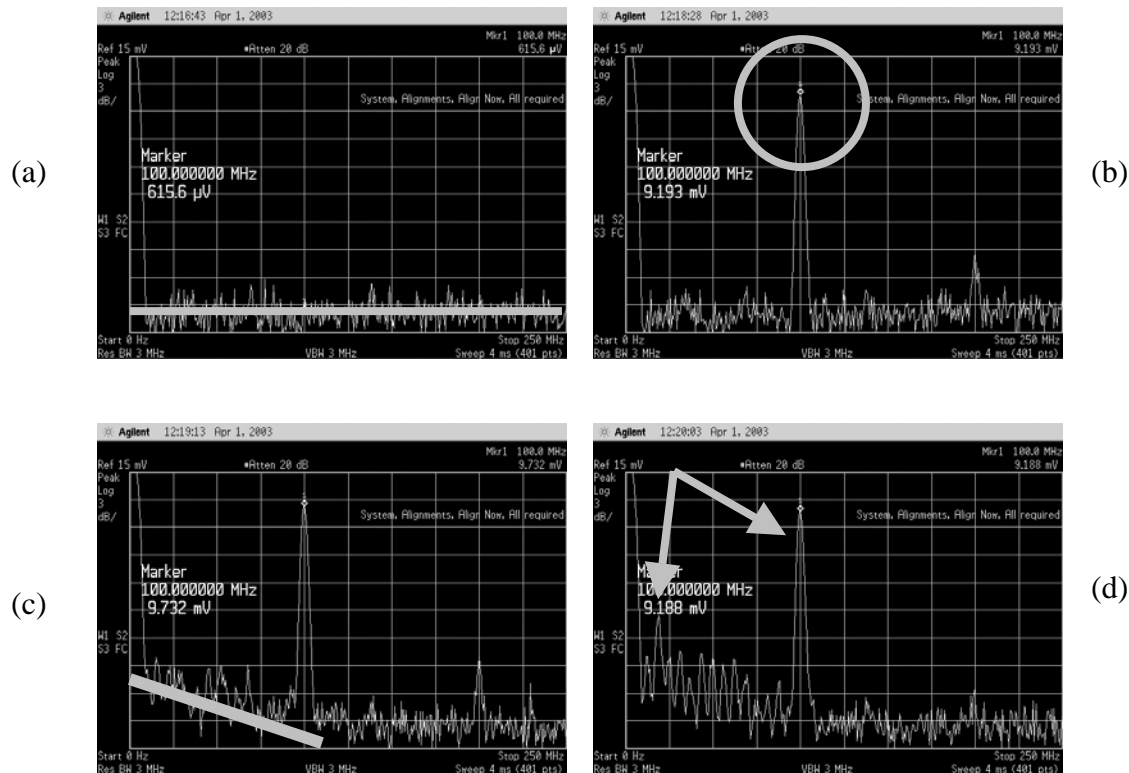 Agilent 12:16:43 Apr 1, 2003
Mkr1 100.0 MHz
Ref 15 mV *Atten 20 dB 615.6 µV
Peak
Log
3
dB/
System, Alignments, Align Now, All required
Marker
100.000000 MHz
615.6 µV
W1 S2
S3 FC
Start 0 Hz Stop 250 MHz
Res BW 3 MHz VBW 3 MHz Sweep 4 ms (401 pts)
(a)
Agilent 12:18:28 Apr 1, 2003
Mkr1 100.0 MHz
Ref 15 mV *Atten 20 dB 9.193 mV
Peak
Log
3
dB/
System, Alignments, Align Now, All required
Marker
100.000000 MHz
9.193 mV
W1 S2
S3 FC
Start 0 Hz Stop 250 MHz
Res BW 3 MHz VBW 3 MHz Sweep 4 ms (401 pts)
(b)
Agilent 12:19:13 Apr 1, 2003
Mkr1 100.0 MHz
Ref 15 mV *Atten 20 dB 9.732 mV
Peak
Log
3
dB/
System, Alignments, Align Now, All required
Marker
100.000000 MHz
9.732 mV
W1 S2
S3 FC
Start 0 Hz Stop 250 MHz
Res BW 3 MHz VBW 3 MHz Sweep 4 ms (401 pts)
(c)
Agilent 12:20:03 Apr 1, 2003
Mkr1 100.0 MHz
Ref 15 mV *Atten 20 dB 9.188 mV
Peak
Log
3
dB/
System, Alignments, Align Now, All required
Marker
100.000000 MHz
9.188 mV
W1 S2
S3 FC
Start 0 Hz Stop 250 MHz
Res BW 3 MHz VBW 3 MHz Sweep 4 ms (401 pts)
(d)